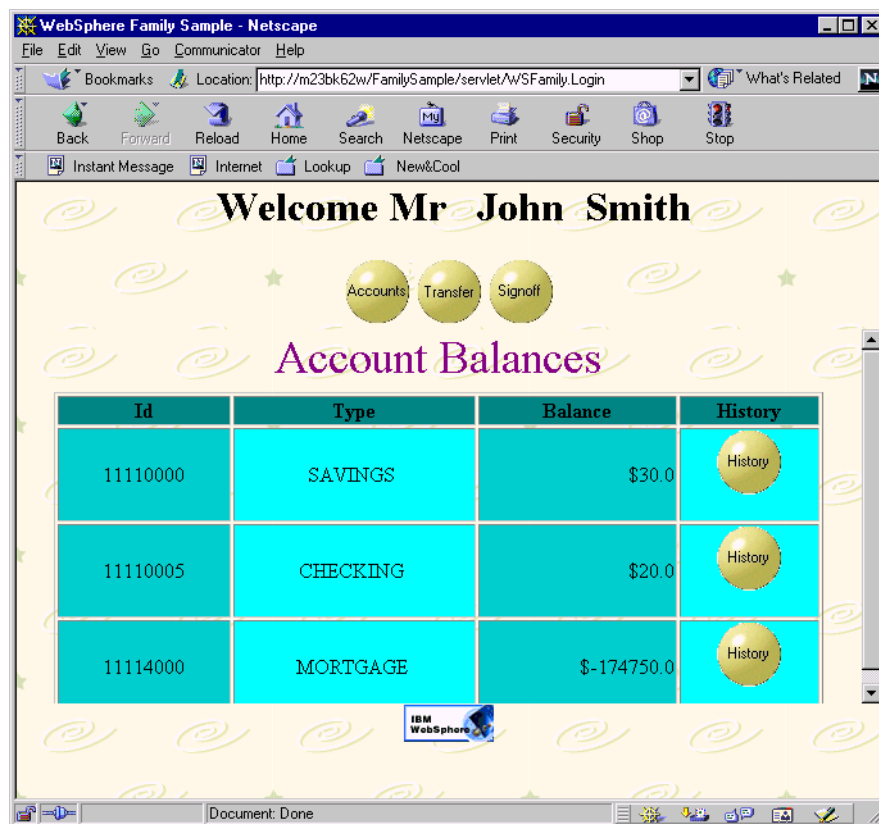 WebSphere Family Sample - Netscape
File Edit View Go Communicator Help
Bookmarks Location: http://m23bk62w/FamilySample/servlet/WSFamily.Login What's Related N
Back Forward Reload Home Search Netscape Print Security Shop Stop
My
Instant Message Internet Lookup New&Cool
Welcome Mr John Smith
Accounts Transfer Signoff
Account Balances
Id Type Balance History
11110000 SAVINGS $30.0 History
11110005 CHECKING $20.0 History
11114000 MORTGAGE $-174750.0 History
IBM
WebSphere
Document: Done